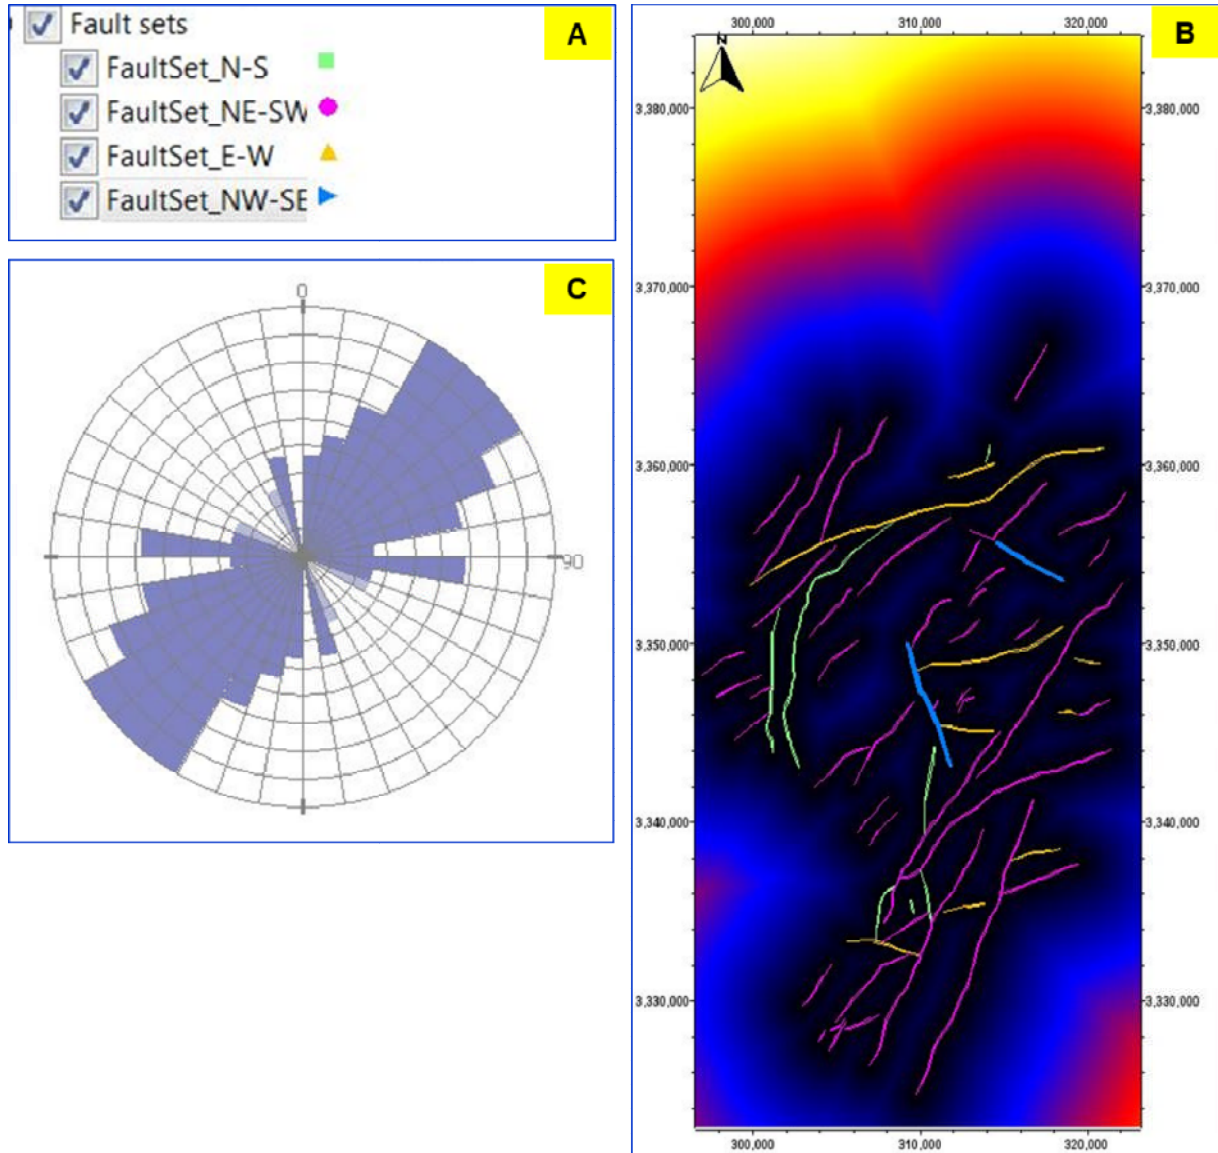 A
Fault sets
FaultSet_N-S
FaultSet_NE-SW
FaultSet_E-W
FaultSet_NW-SE
C
0
90
B
300,000 310,000 320,000
N
3,380,000 3,380,000
3,370,000 3,370,000
3,360,000 3,360,000
3,350,000 3,350,000
3,340,000 3,340,000
3,330,000 3,330,000
300,000 310,000 320,000